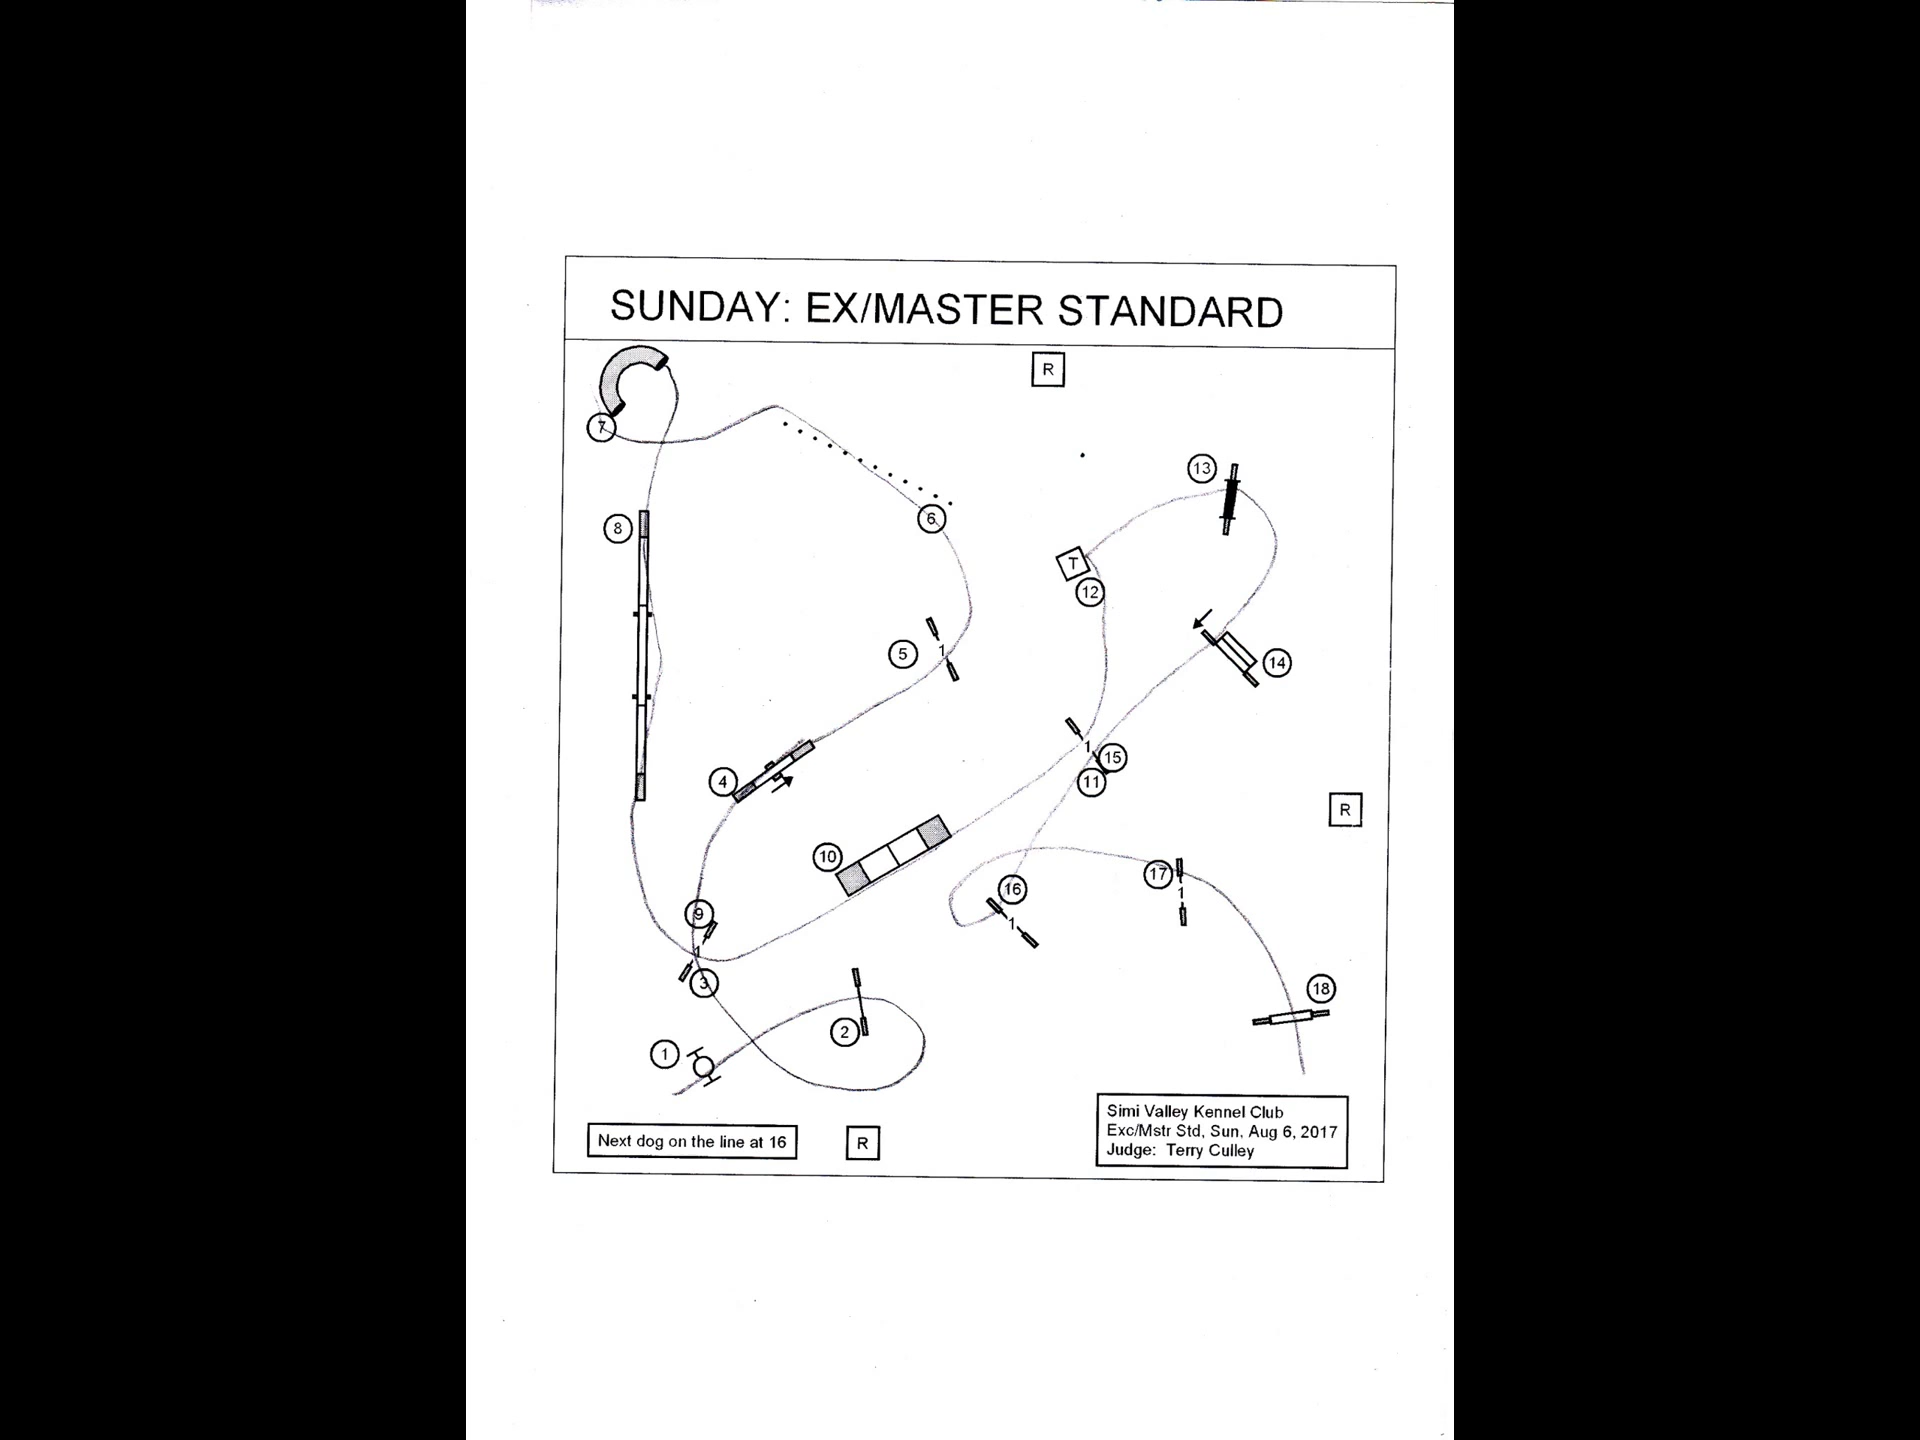 SUNDAY: EX/MASTER STANDARD
R
7
13
8
6
T
12
5
1
14
1
15
4
11
R
10
17
16
1
9
1
1
3
18
2
1
Simi Valley Kennel Club
Exc/Mstr Std, Sun, Aug 6, 2017
Judge: Terry Culley
Next dog on the line at 16
R